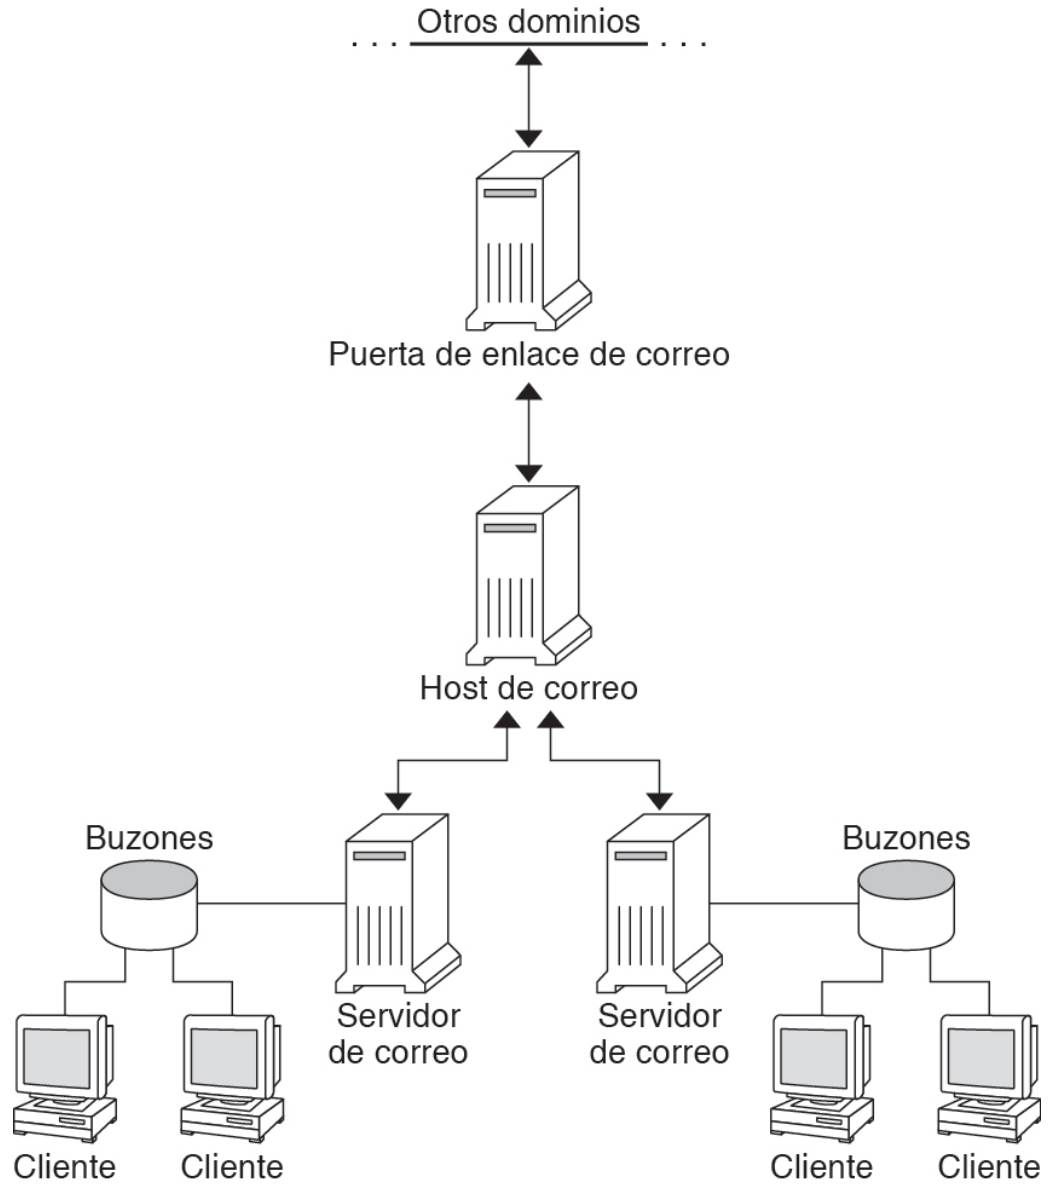 Otros dominios
Puerta de enlace de correo
Host de correo
Buzones
Buzones
Servidor
de correo
Servidor
de correo
Cliente
Cliente
Cliente
Cliente